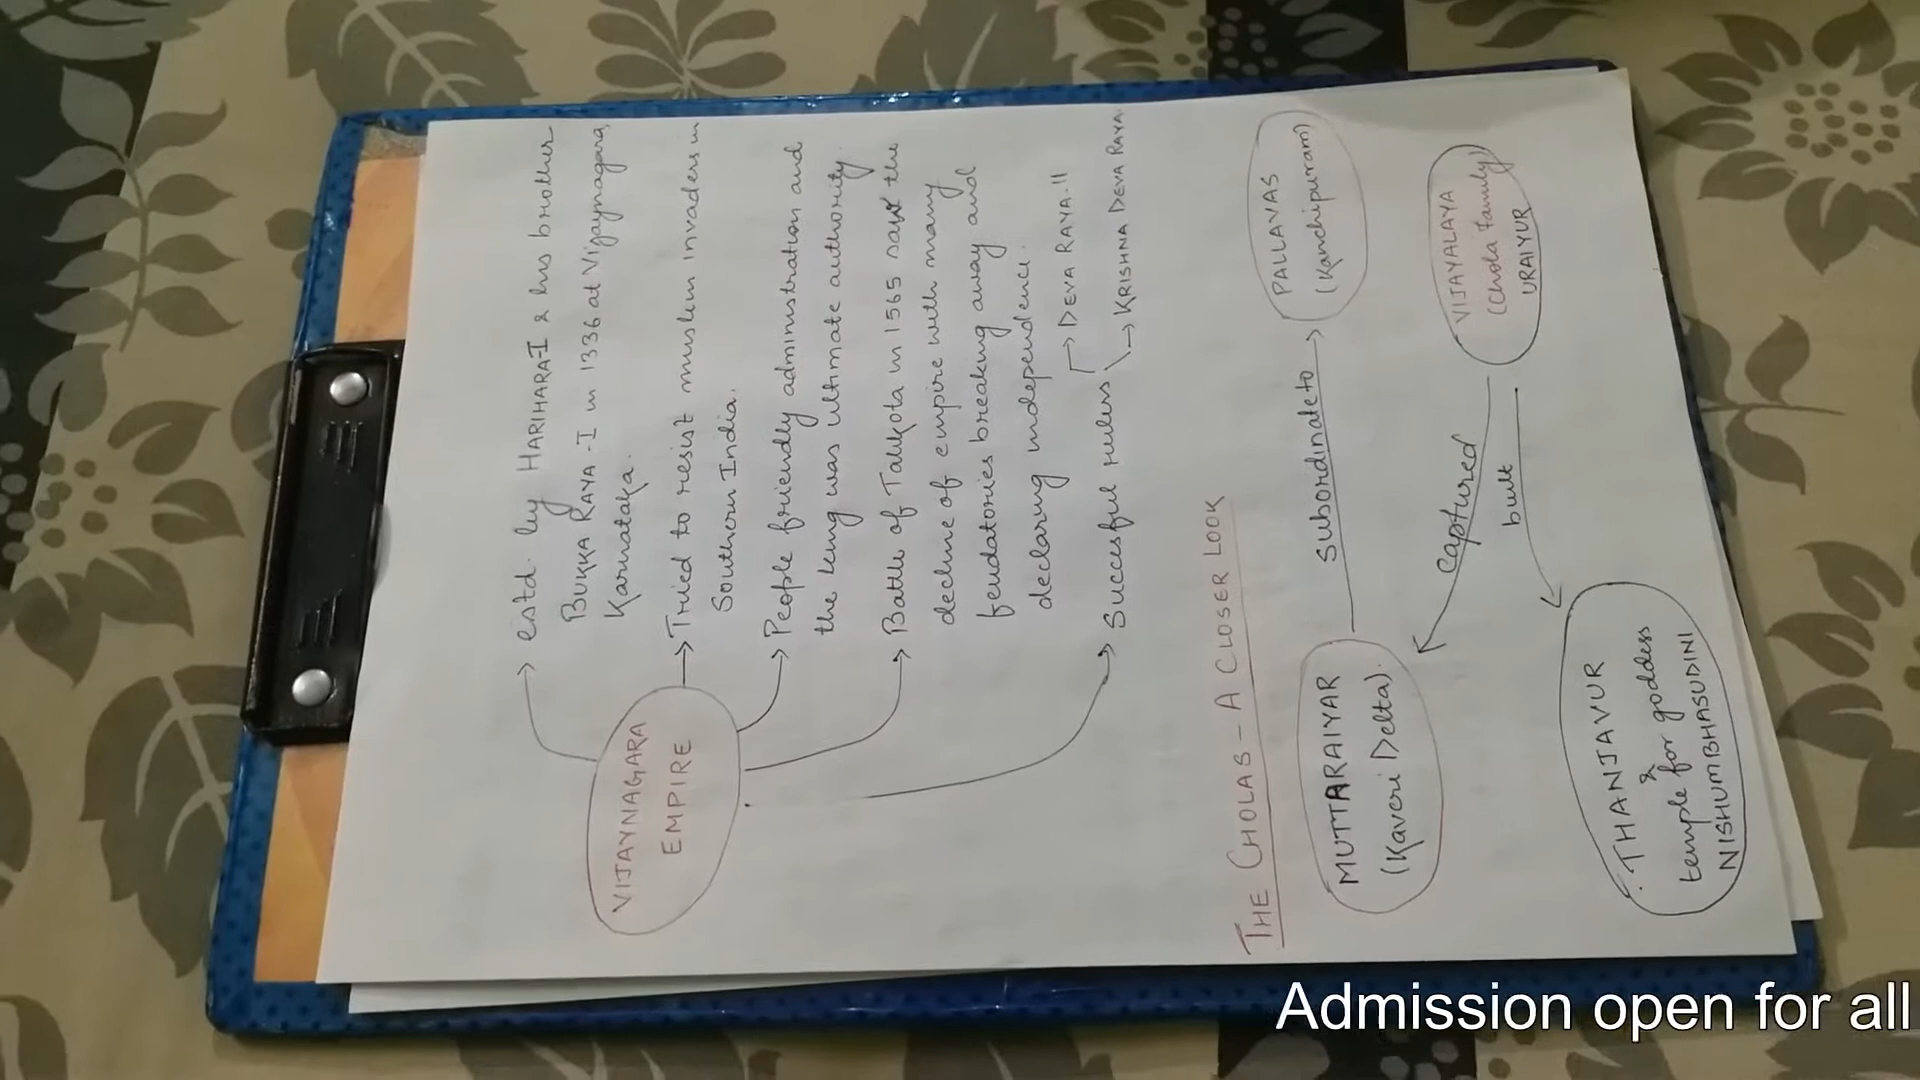 VIJAYNAGARA
EMPIRE
→ estd. by HARIHARA-I & his brother
BUKKA RAYA-I in 1336 at Vijaynagara,
Karnataka.
→ Tried to resist muslim invaders in
Southern India.
→ People friendly administration and
the king was ultimate authority.
→ Battle of Talikota in 1565 saw the
decline of empire with many
feudatories breaking away and
declaring independence.
→ Successful rulers → DEVA RAYA-II
→ KRISHNA DEVA RAYA
THE CHOLAS - A CLOSER LOOK
MUTTARAIYAR
(Kaveri Delta).
subordinate to
PALLAVAS
(Kanchipuram)
captured
built
VIJAYALAYA
(Chola family)
URAIYUR
THANJAVUR
&
temple for goddess
NISHUMBHASUDINI
Admission open for all